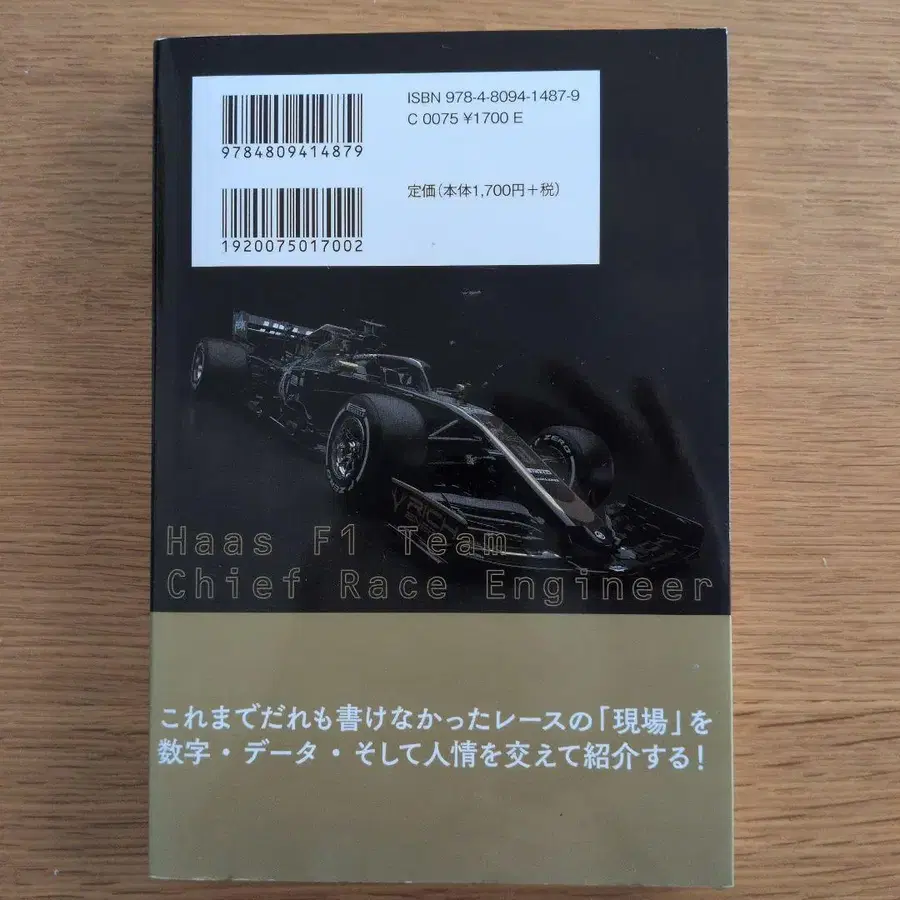 ISBN 978-4-8094-1487-9
C 0075 ¥1700 E
9784809414879
定価(本体1,700円+税)
1920075017002
Haas F1 Team
Chief Race Engineer
これまでだれも書けなかったレースの「現場」を
数字・データ・そして人情を交えて紹介する!